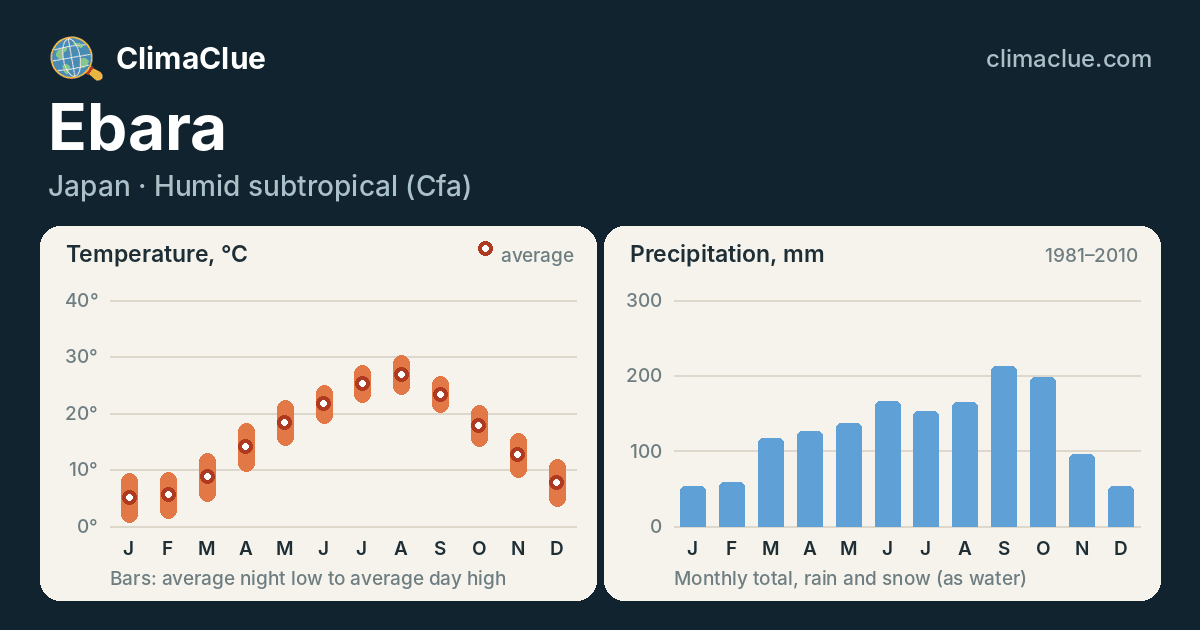 ClimaClue
climaclue.com
Ebara
Japan · Humid subtropical (Cfa)
Temperature, °C
average
40°
30°
20°
10°
0°
J F M A M J J A S O N D
Bars: average night low to average day high
Precipitation, mm
1981–2010
300
200
100
0
J F M A M J J A S O N D
Monthly total, rain and snow (as water)